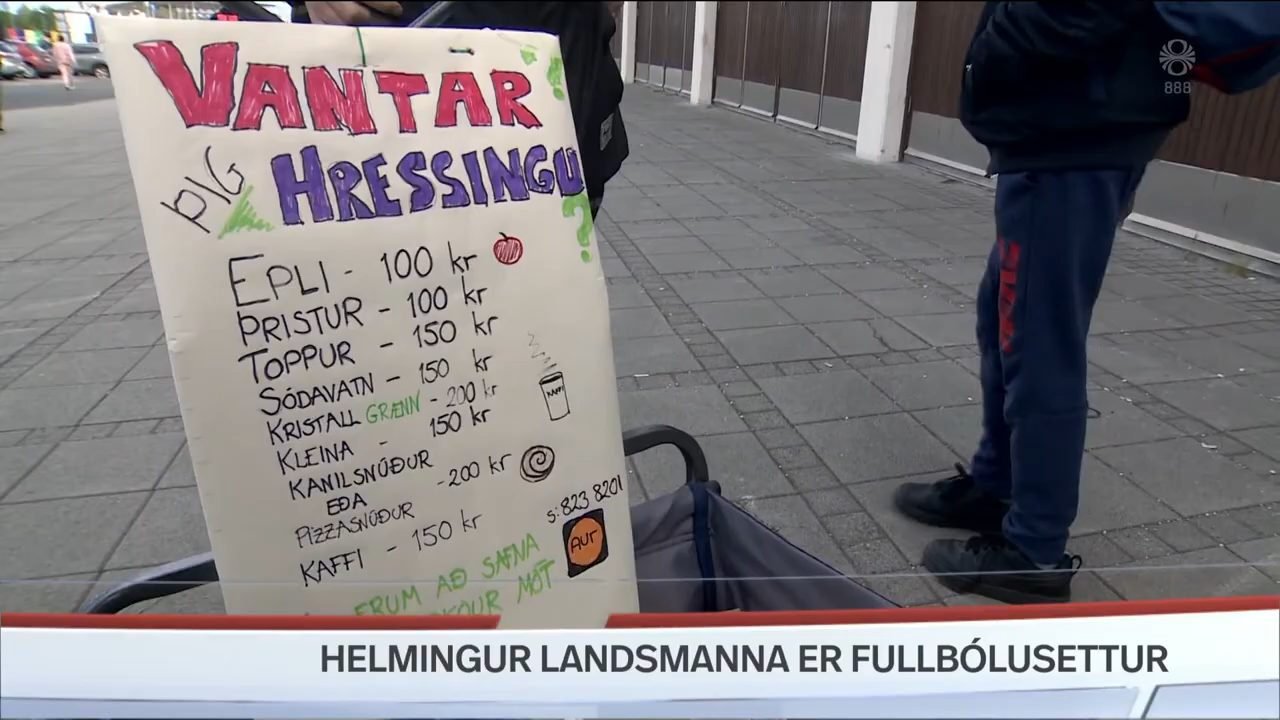 888
VANTAR
ÞIG
HRESSINGU
?
EPLI - 100 kr
ÞRISTUR - 100 kr
TOPPUR - 150 kr
SÓDAVATN - 150 kr
KRISTALL GRÆNN - 200 kr
KLEINA - 150 kr
KANILSNÚÐUR
EÐA - 200 kr
PIZZASNÚÐUR
KAFFI - 150 kr
s: 823 8201
AUR
ERUM AÐ SAFNA
MÓT
HELMINGUR LANDSMANNA ER FULLBÓLUSETTUR